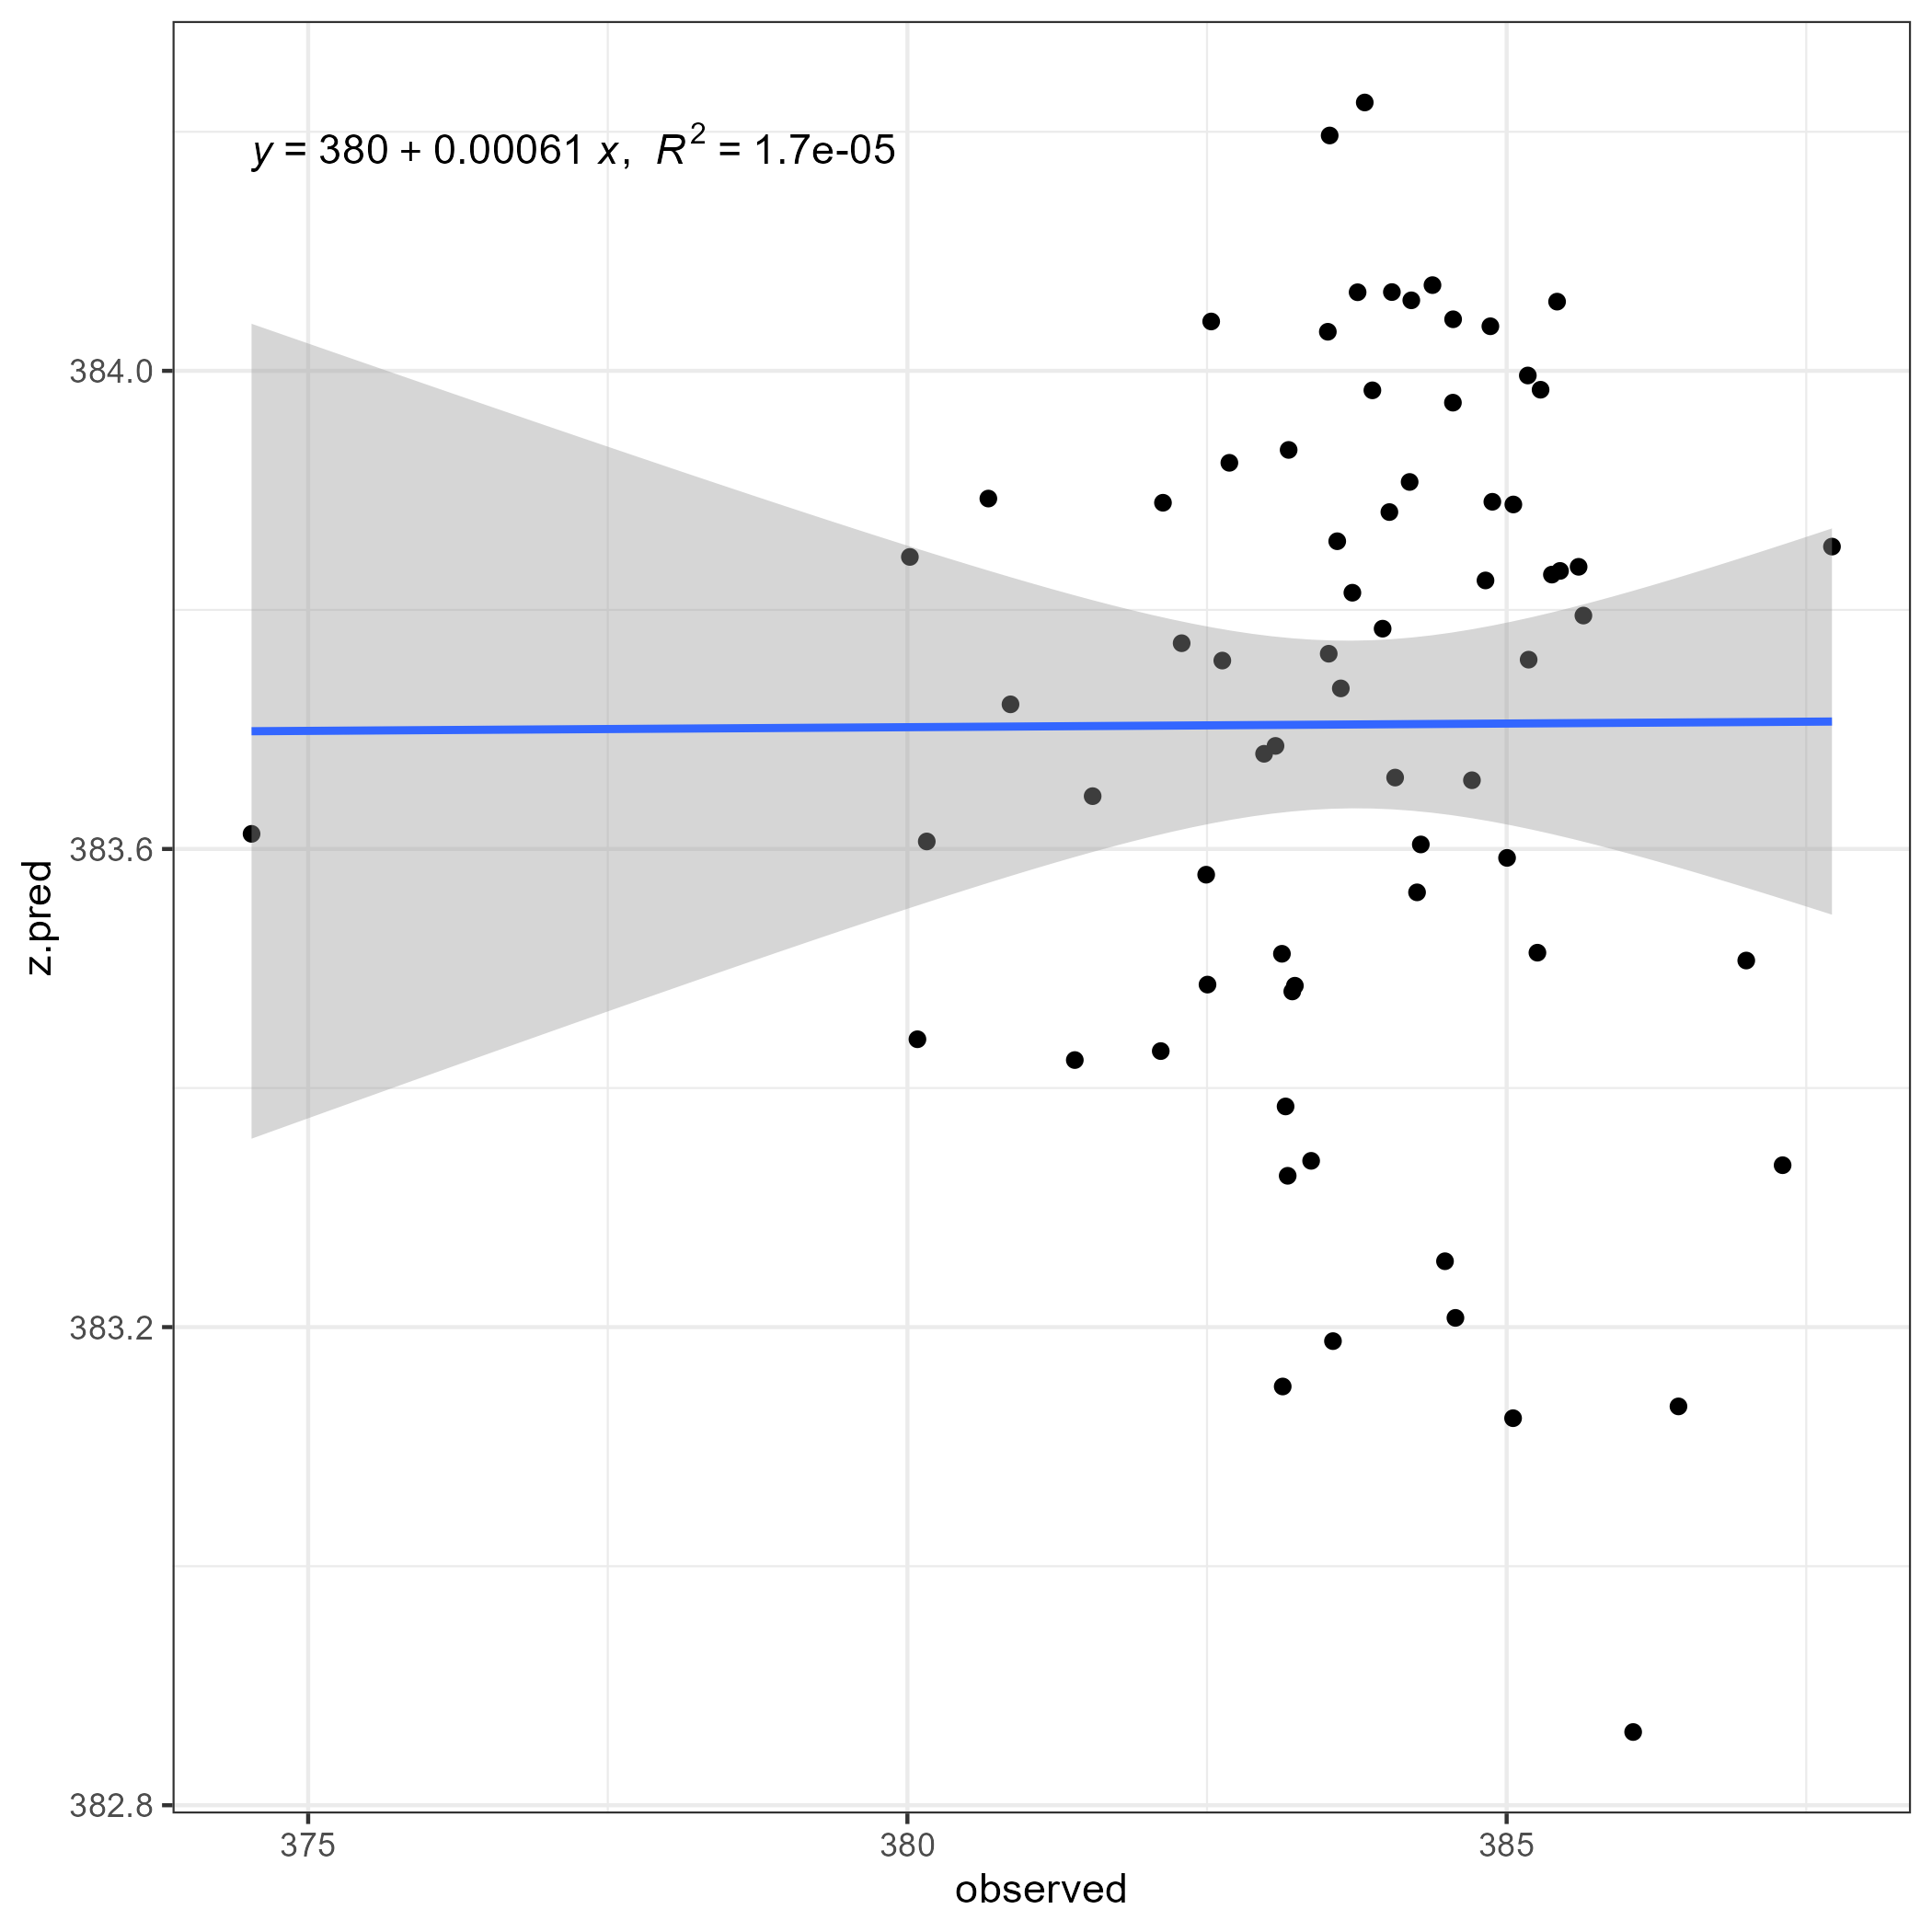 y = 380 + 0.00061 x, R² = 1.7e-05
384.0
383.6
383.2
382.8
z.pred
375 380 385
observed